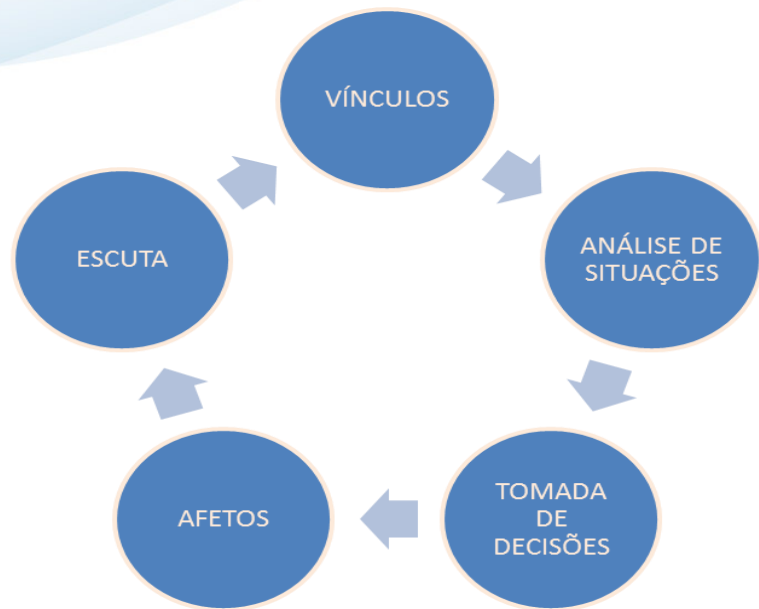 VÍNCULOS
ANÁLISE DE
SITUAÇÕES
TOMADA
DE
DECISÕES
AFETOS
ESCUTA